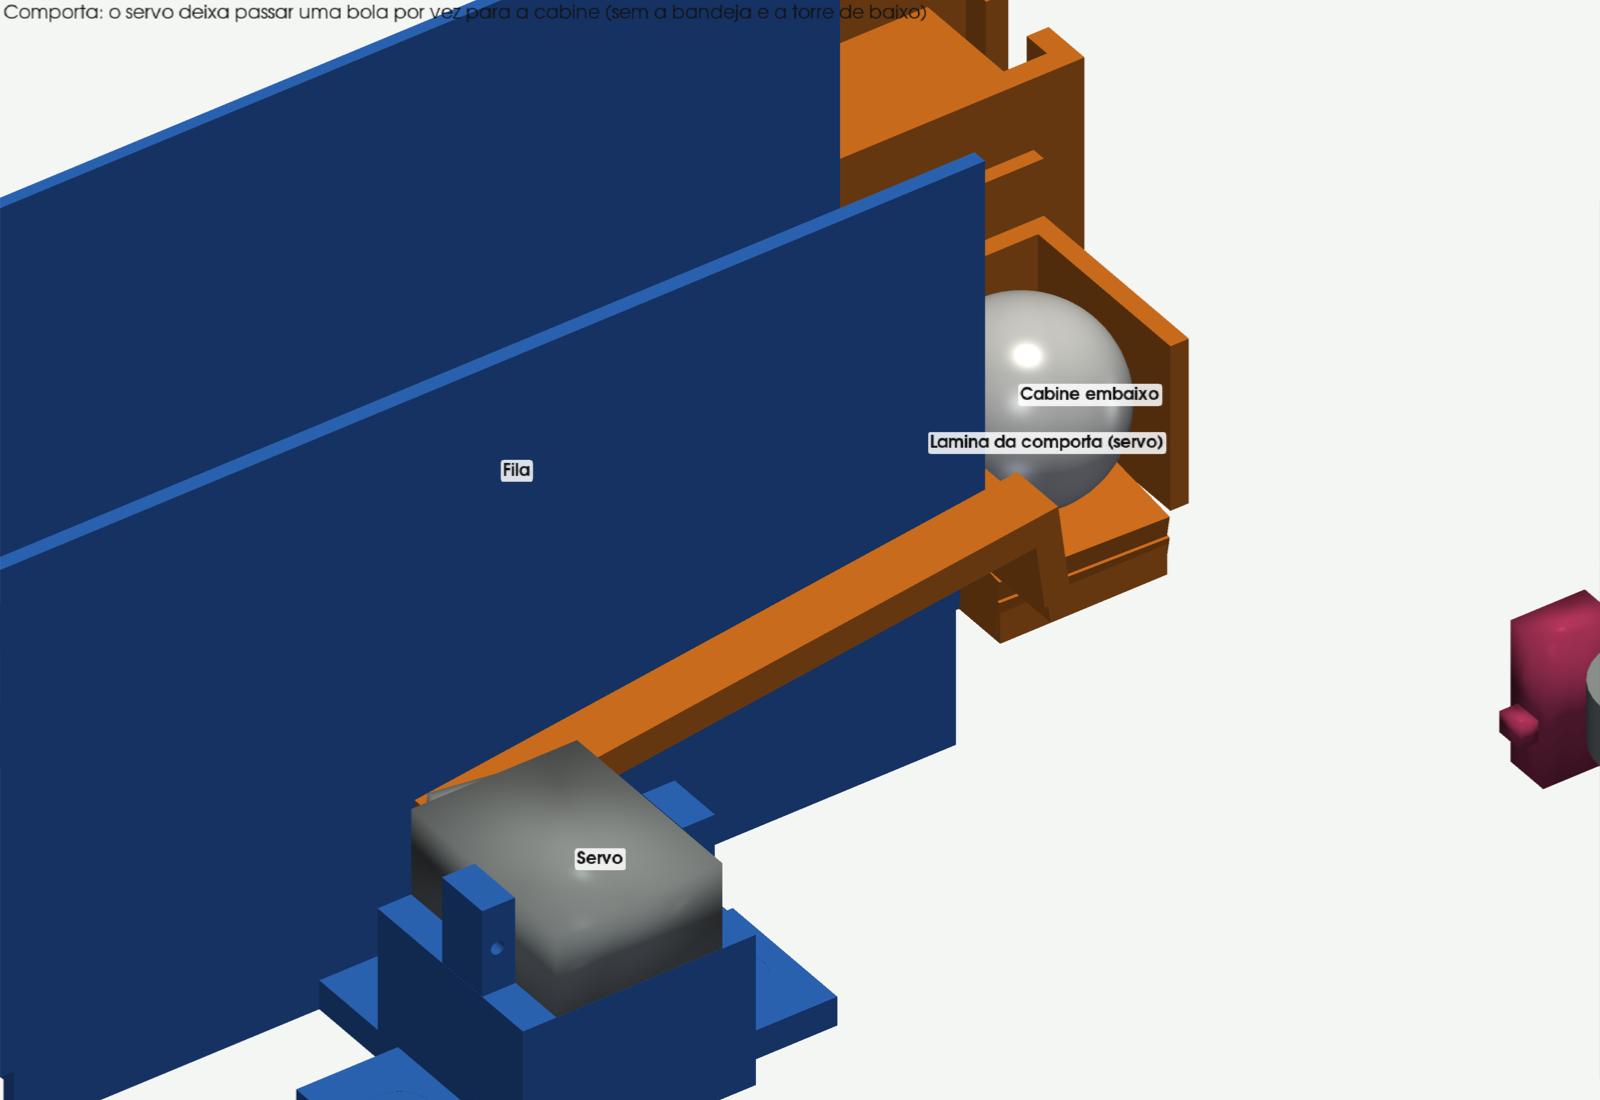 Comporta: o servo deixa passar uma bola por vez para a cabine (sem a bandeja e a torre de baixo)
Cabine embaixo
Lamina da comporta (servo)
Fila
Servo